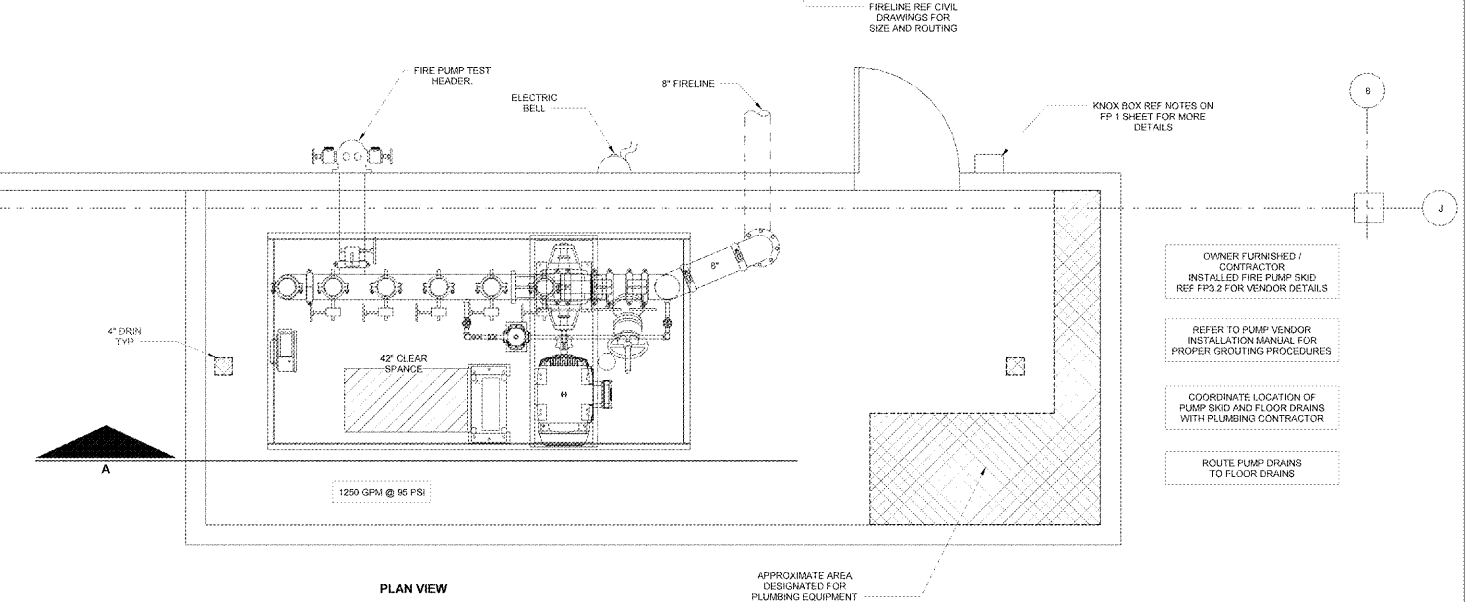 FIRELINE REF CIVIL
DRAWINGS FOR
SIZE AND ROUTING
FIRE PUMP TEST
HEADER.
8" FIRELINE
ELECTRIC
BELL
KNOX BOX REF NOTES ON
FP 1 SHEET FOR MORE
DETAILS
6
J
OWNER FURNISHED /
CONTRACTOR
INSTALLED FIRE PUMP SKID
REF FP3.2 FOR VENDOR DETAILS
REFER TO PUMP VENDOR
INSTALLATION MANUAL FOR
PROPER GROUTING PROCEDURES
COORDINATE LOCATION OF
PUMP SKID AND FLOOR DRAINS
WITH PLUMBING CONTRACTOR
ROUTE PUMP DRAINS
TO FLOOR DRAINS
4" DRIN
TYP
42" CLEAR
SPANCE
A
1250 GPM @ 95 PSI
PLAN VIEW
APPROXIMATE AREA
DESIGNATED FOR
PLUMBING EQUIPMENT